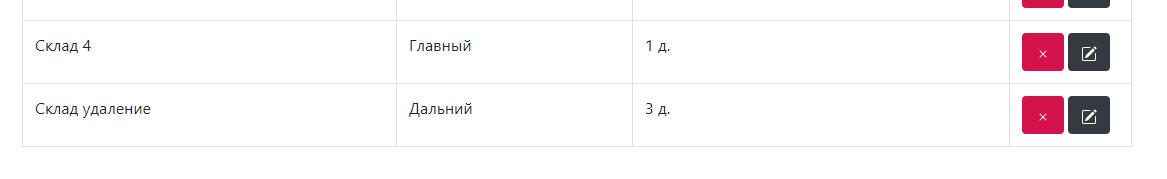 Склад 4 Главный 1 д.
Склад удаление Дальний 3 д.